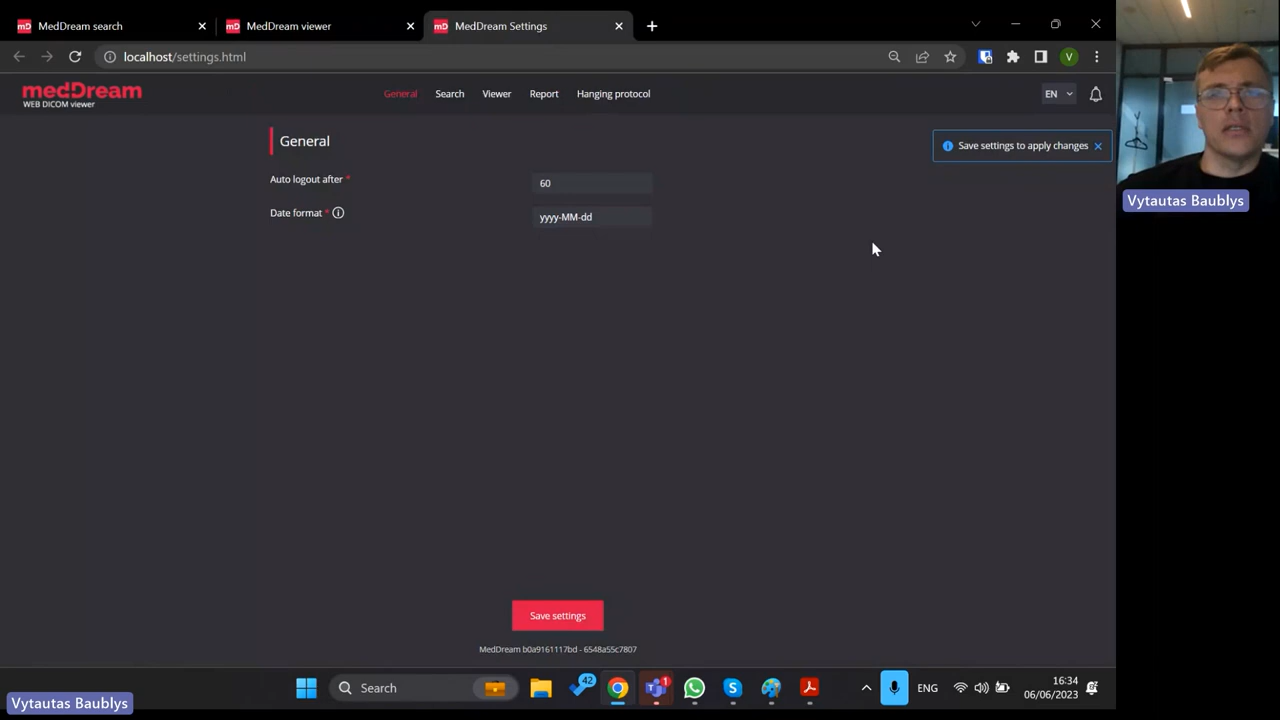 MedDream search
MedDream viewer
MedDream Settings
localhost/settings.html
V
medDream
WEB DICOM viewer
General
Search
Viewer
Report
Hanging protocol
EN
General
Save settings to apply changes
Auto logout after *
60
Date format *
yyyy-MM-dd
Vytautas Baublys
Save settings
MedDream b0a9161117bd - 6548a55c7807
Search
42
1
ENG
16:34
06/06/2023
Vytautas Baublys